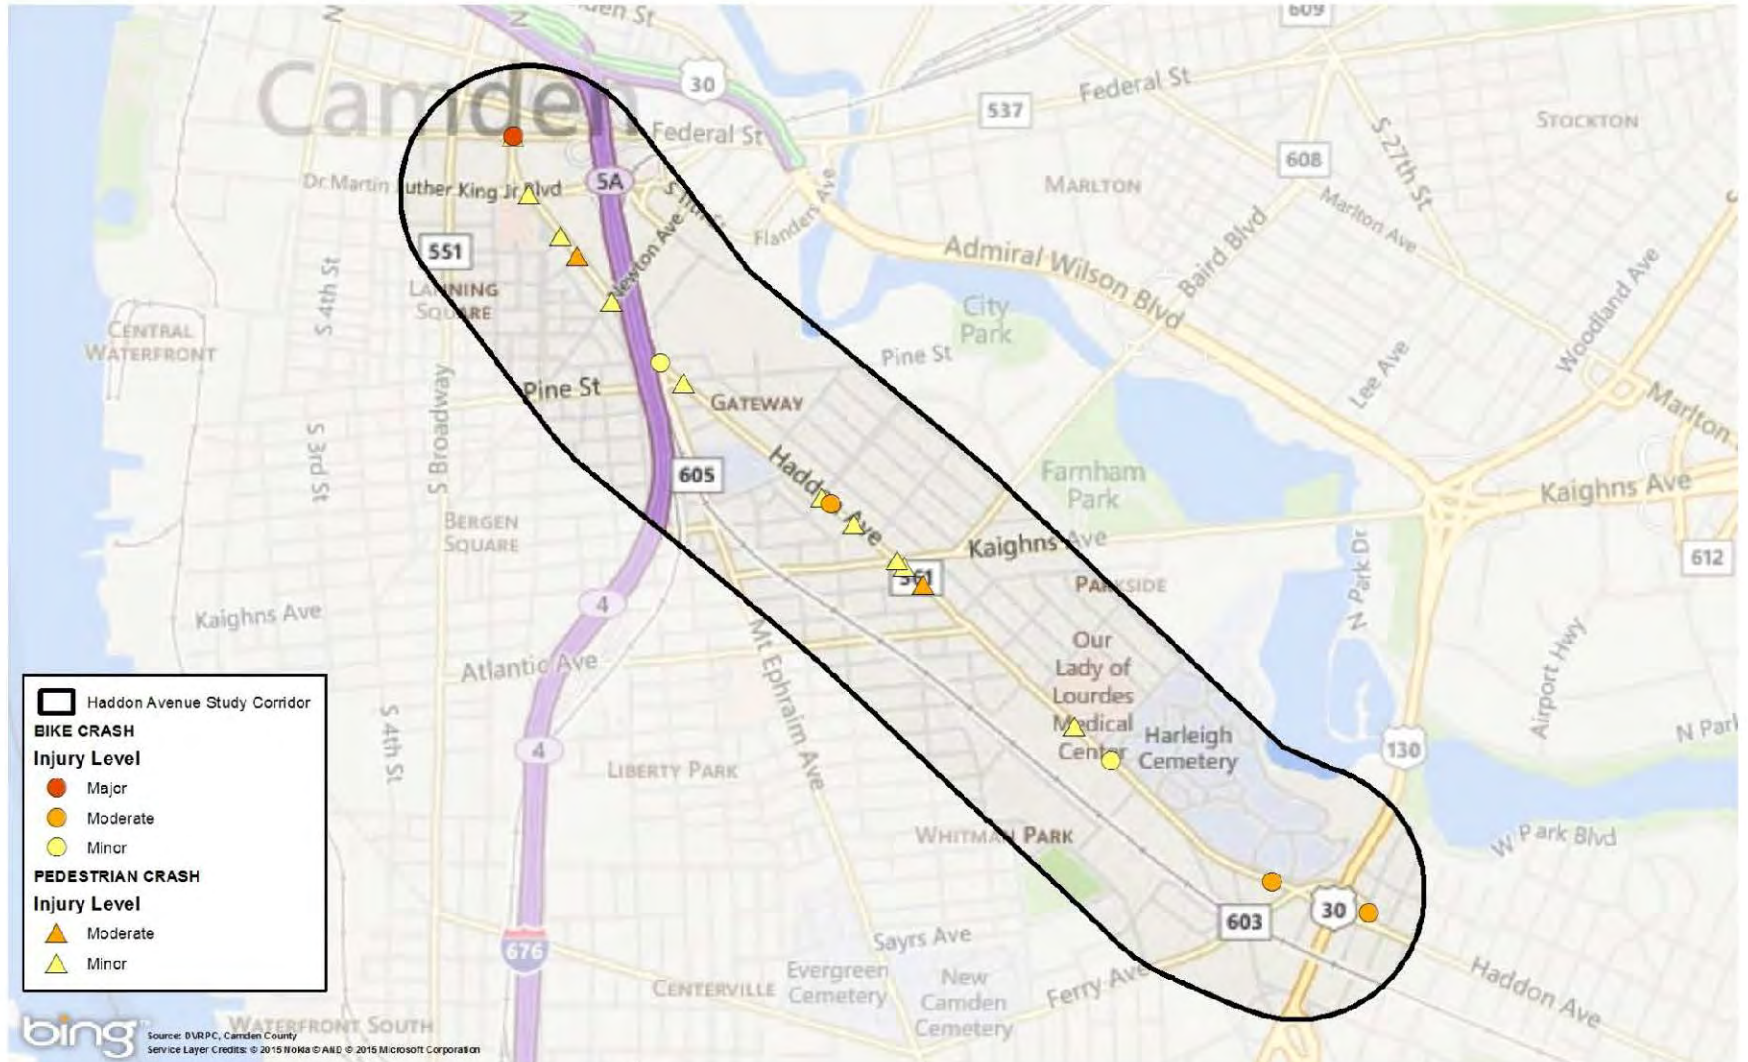 Camden St
609
Camden
30
537
Federal St
Federal St
STOCKTON
S 27th St
608
Dr. Martin Luther King Jr Blvd
5A
S 11th St
MARLTON
Marlton Ave
Flanders Ave
Newton Ave
551
Baird Blvd
Admiral Wilson Blvd
Woodland Ave
S 4th St
LANNING
SQUARE
City
Park
CENTRAL
WATERFRONT
Pine St
Lee Ave
Pine St
GATEWAY
Marlton
S Broadway
S 3rd St
605
Haddon Ave
Farnham
Park
Kaighns Ave
BERGEN
SQUARE
Kaighns Ave
N Park Dr
612
561
PARKSIDE
4
Kaighns Ave
Mt Ephraim Ave
Our
Lady of
Lourdes
Medical
Center
Airport Hwy
Atlantic Ave
S 4th St
4
Harleigh
Cemetery
130
N Park
LIBERTY PARK
WHITMAN PARK
W Park Blvd
603
30
Sayrs Ave
676
Haddon Ave
Evergreen
Cemetery
New
Camden
Cemetery
Ferry Ave
CENTERVILLE
WATERFRONT SOUTH
Haddon Avenue Study Corridor
BIKE CRASH
Injury Level
Major
Moderate
Minor
PEDESTRIAN CRASH
Injury Level
Moderate
Minor
bing
Source: DVRPC, Camden County
Service Layer Credits: © 2015 Nokia © AND © 2015 Microsoft Corporation